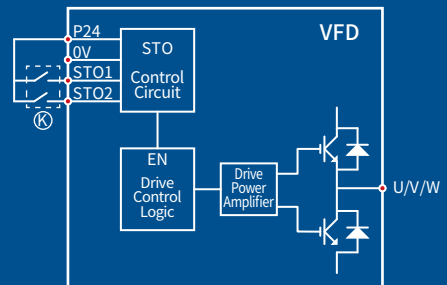 P24
0V
STO1
STO2
Ⓚ
STO
Control
Circuit
VFD
EN
Drive
Control
Logic
Drive
Power
Amplifier
U/V/W